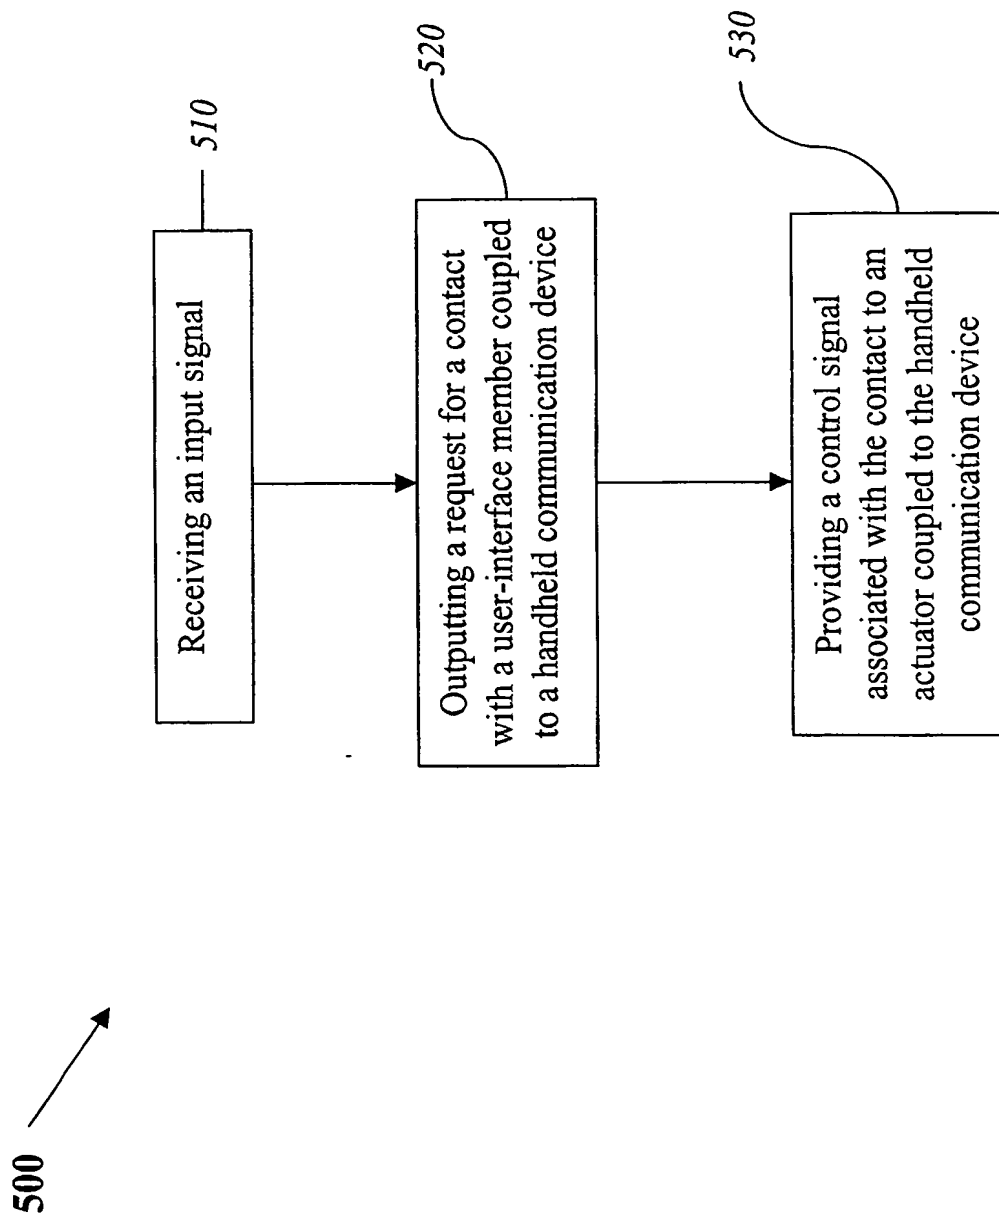 500
Receiving an input signal
510
Outputting a request for a contact
with a user-interface member coupled
to a handheld communication device
520
Providing a control signal
associated with the contact to an
actuator coupled to the handheld
communication device
530